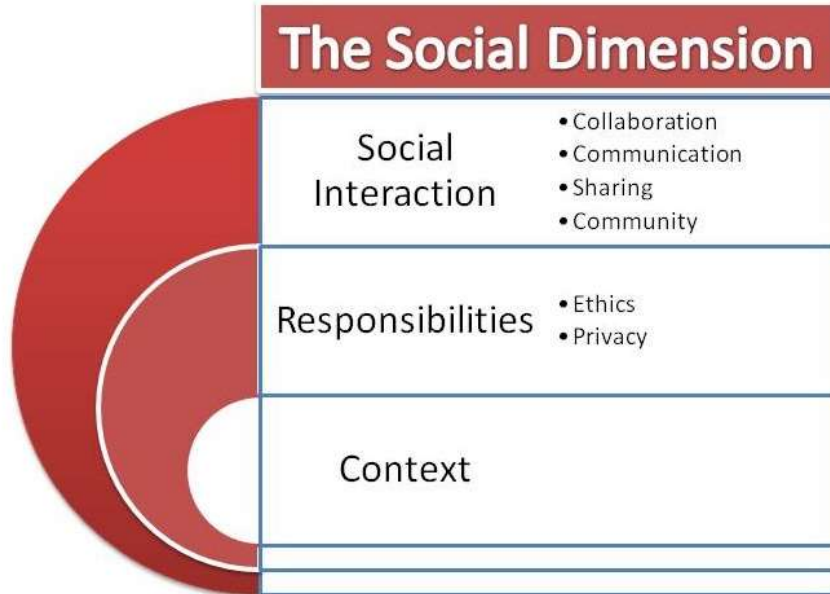 The Social Dimension
Social
Interaction
• Collaboration
• Communication
• Sharing
• Community
Responsibilities
• Ethics
• Privacy
Context